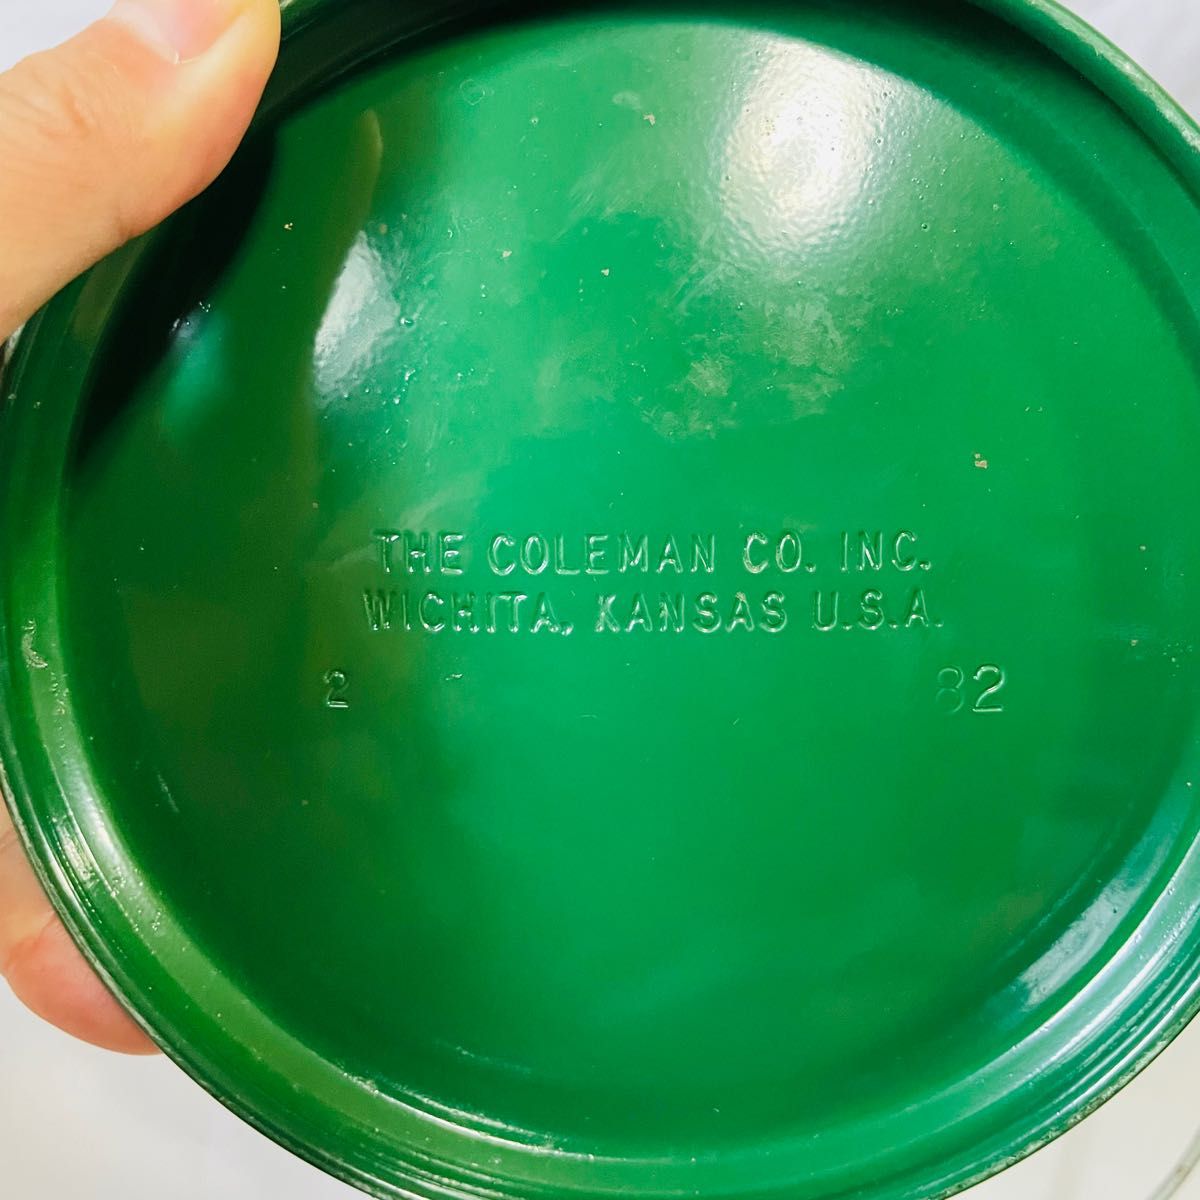 THE COLEMAN CO. INC.
WICHITA, KANSAS U.S.A.
2 82